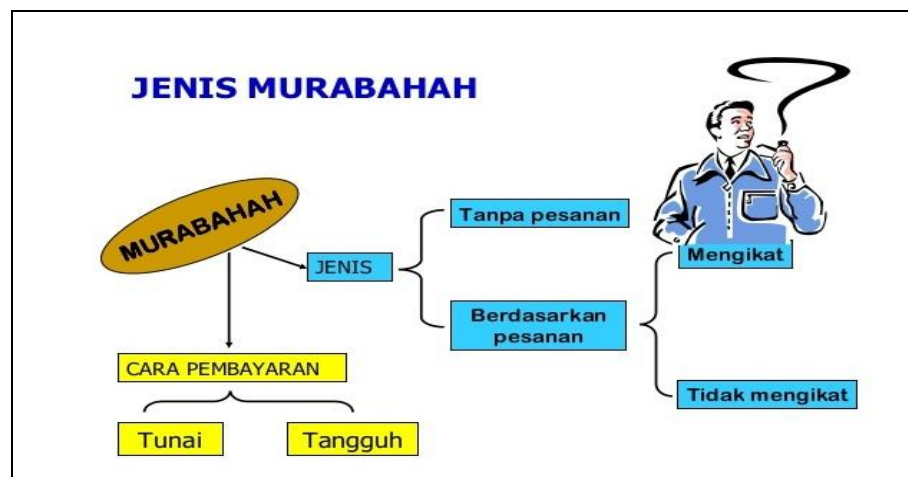 JENIS MURABAHAH
MURABAHAH
JENIS
Tanpa pesanan
Berdasarkan
pesanan
Mengikat
Tidak mengikat
CARA PEMBAYARAN
Tunai
Tangguh